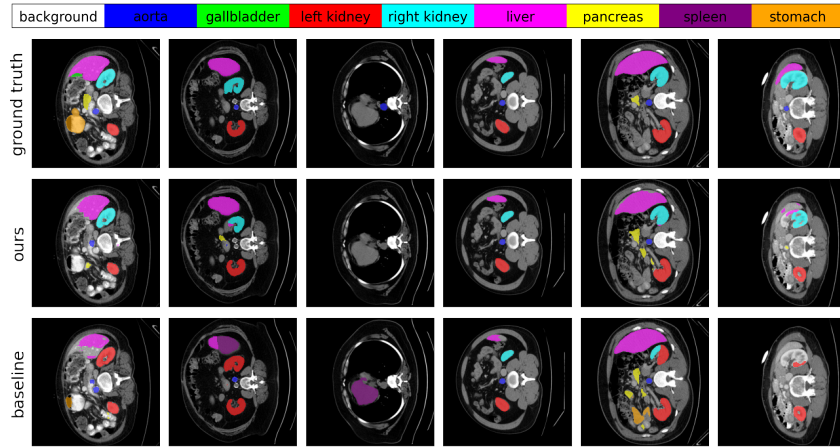 background aorta gallbladder left kidney right kidney liver pancreas spleen stomach
ground truth
ours
baseline